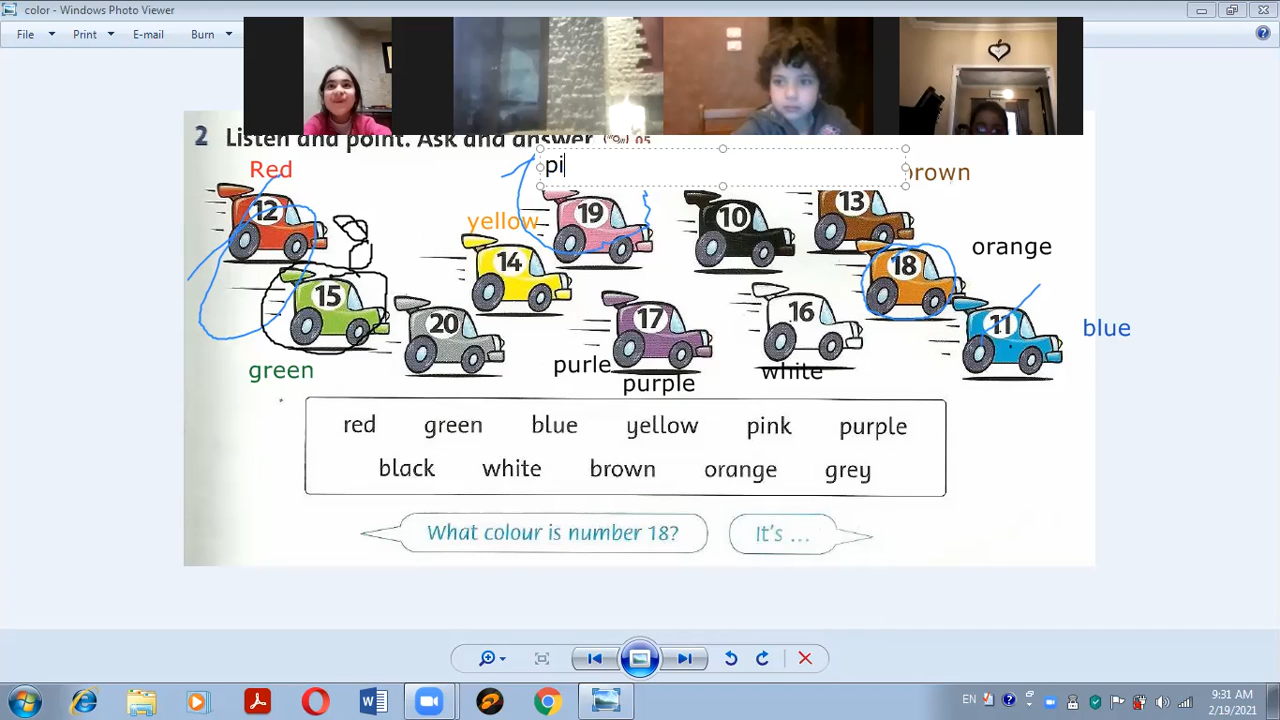 color - Windows Photo Viewer
File Print E-mail Burn
2 Listen and point. Ask and answer.
Red
pi
brown
yellow
orange
12
19
10
13
14
18
15
20
17
16
11
blue
green
purle
purple
white
red green blue yellow pink purple
black white brown orange grey
What colour is number 18? It's ...
EN
9:31 AM
2/19/2021